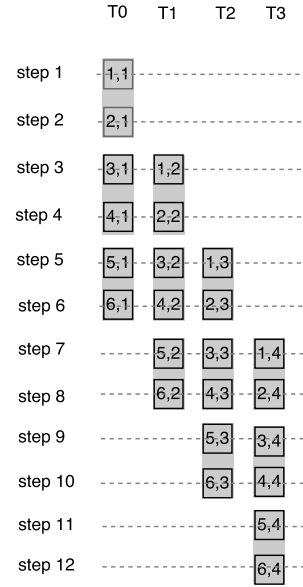 T0 T1 T2 T3
step 1 1,1
step 2 2,1
step 3 3,1 1,2
step 4 4,1 2,2
step 5 5,1 3,2 1,3
step 6 6,1 4,2 2,3
step 7 5,2 3,3 1,4
step 8 6,2 4,3 2,4
step 9 5,3 3,4
step 10 6,3 4,4
step 11 5,4
step 12 6,4